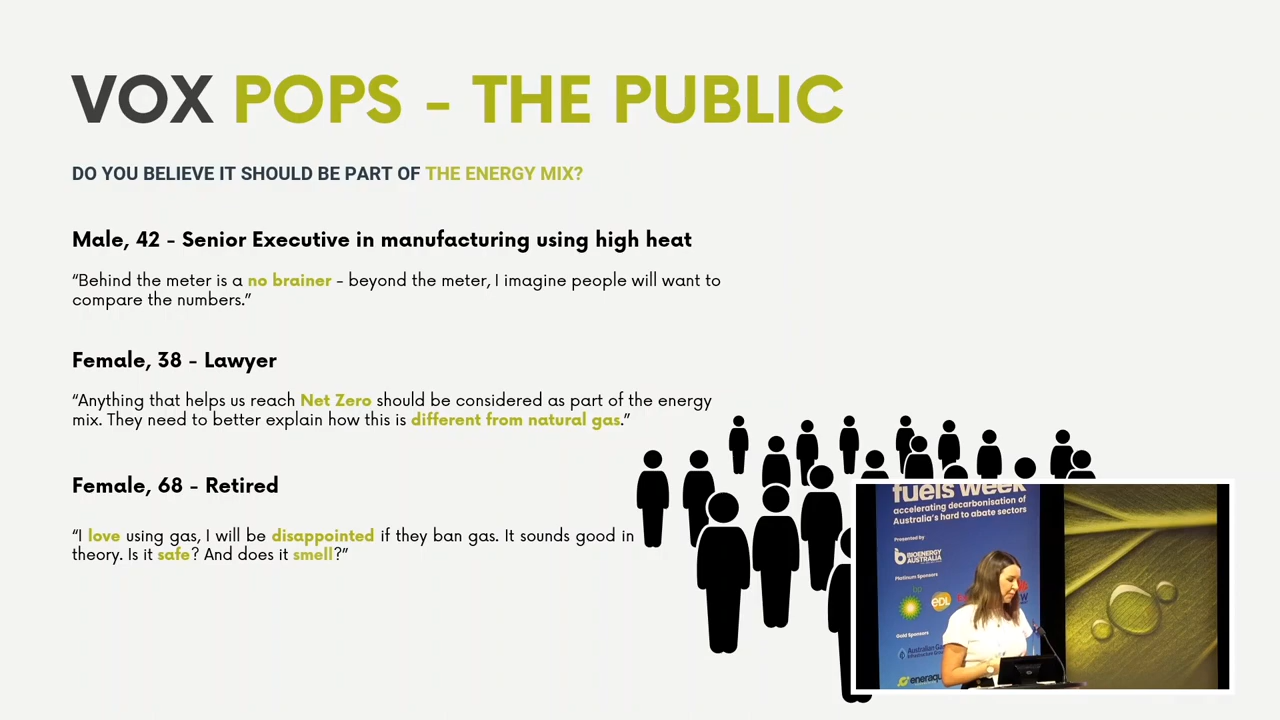 VOX POPS - THE PUBLIC
DO YOU BELIEVE IT SHOULD BE PART OF THE ENERGY MIX?
Male, 42 - Senior Executive in manufacturing using high heat
“Behind the meter is a no brainer - beyond the meter, I imagine people will want to
compare the numbers.”
Female, 38 - Lawyer
“Anything that helps us reach Net Zero should be considered as part of the energy
mix. They need to better explain how this is different from natural gas.”
Female, 68 - Retired
“I love using gas, I will be disappointed if they ban gas. It sounds good in
theory. Is it safe? And does it smell?”
fuels week
accelerating decarbonisation of
Australia's hard to abate sectors
Presented by
BIOENERGY
AUSTRALIA
Platinum Sponsors
bp
EDL
Gold Sponsors
Australian Gas